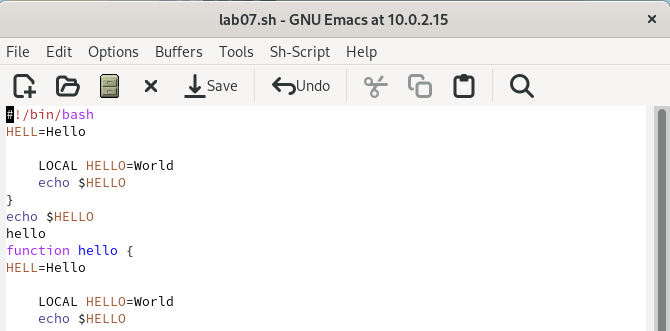 lab07.sh - GNU Emacs at 10.0.2.15
File Edit Options Buffers Tools Sh-Script Help
Save Undo
#!/bin/bash
HELL=Hello
LOCAL HELLO=World
echo $HELLO
}
echo $HELLO
hello
function hello {
HELL=Hello
LOCAL HELLO=World
echo $HELLO